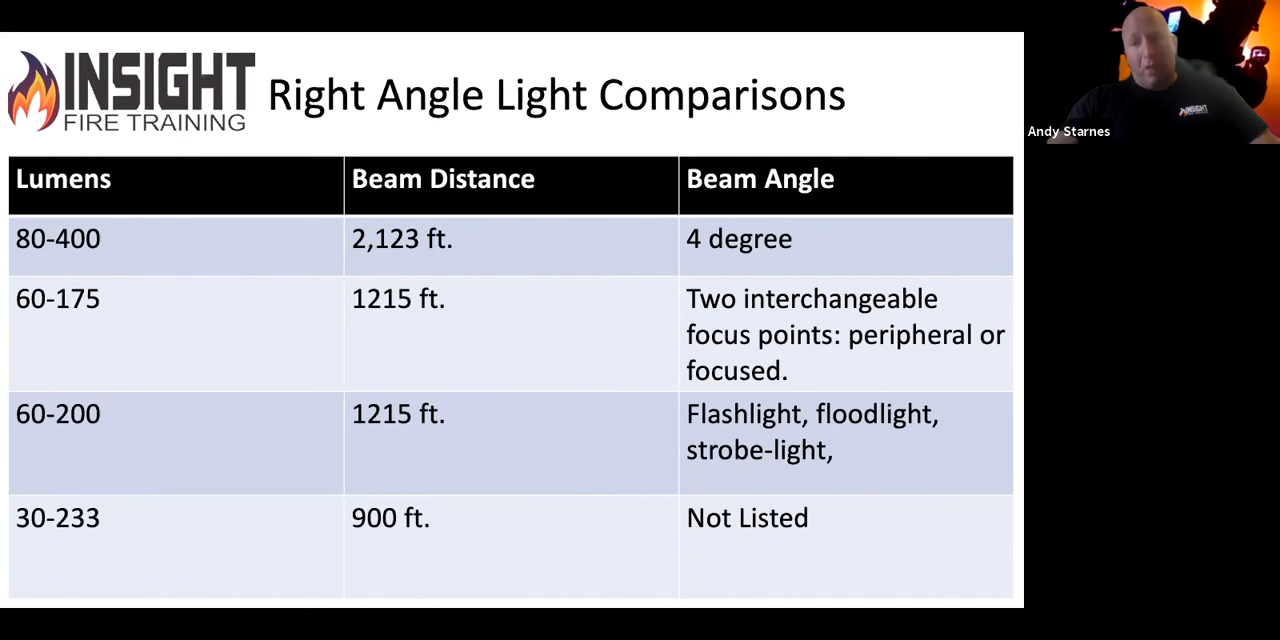 INSIGHT
FIRE TRAINING
Right Angle Light Comparisons
Lumens
Beam Distance
Beam Angle
80-400
2,123 ft.
4 degree
60-175
1215 ft.
Two interchangeable
focus points: peripheral or
focused.
60-200
1215 ft.
Flashlight, floodlight,
strobe-light,
30-233
900 ft.
Not Listed
Andy Starnes
INSIGHT